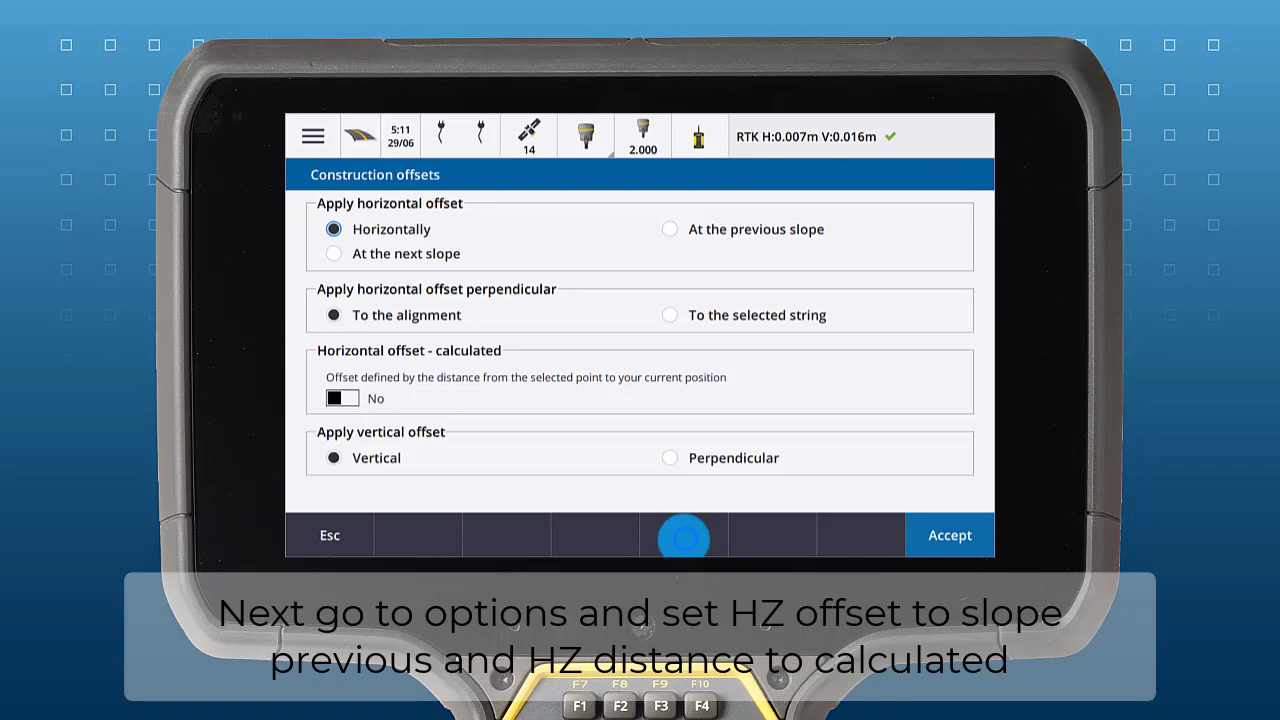 5:11
29/06
14
2.000
RTK H:0.007m V:0.016m
Construction offsets
Apply horizontal offset
Horizontally
At the previous slope
At the next slope
Apply horizontal offset perpendicular
To the alignment
To the selected string
Horizontal offset - calculated
Offset defined by the distance from the selected point to your current position
No
Apply vertical offset
Vertical
Perpendicular
Esc
Accept
Next go to options and set HZ offset to slope
previous and HZ distance to calculated
F7 F8 F9 F10
F1 F2 F3 F4